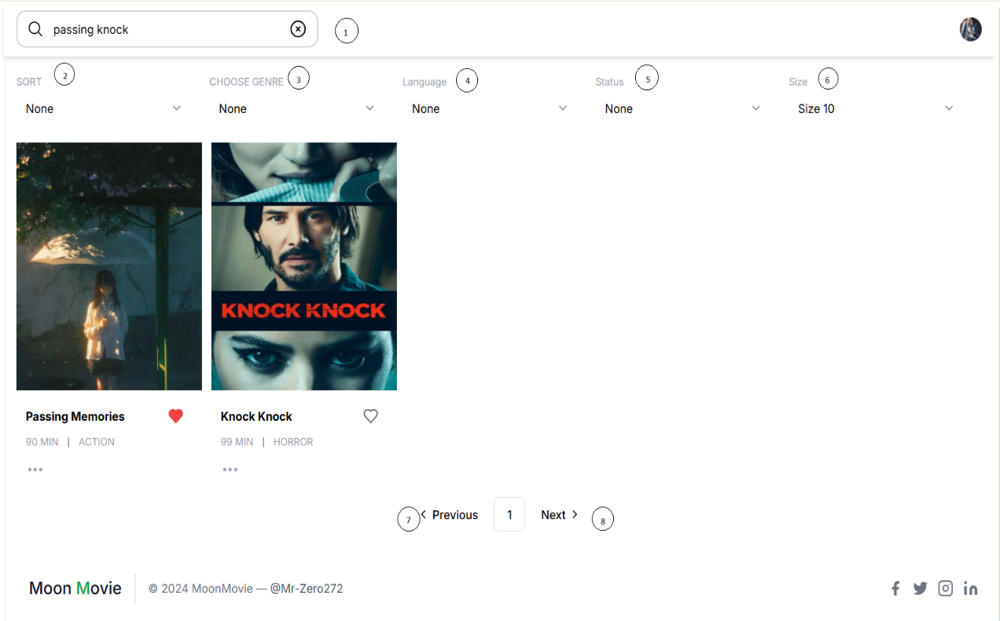 passing knock
1
SORT 2
CHOOSE GENRE 3
Language 4
Status 5
Size 6
None
None
None
None
Size 10
KNOCK KNOCK
Passing Memories
Knock Knock
90 MIN | ACTION
99 MIN | HORROR
7 Previous 1 Next 8
Moon Movie
© 2024 MoonMovie — @Mr-Zero272